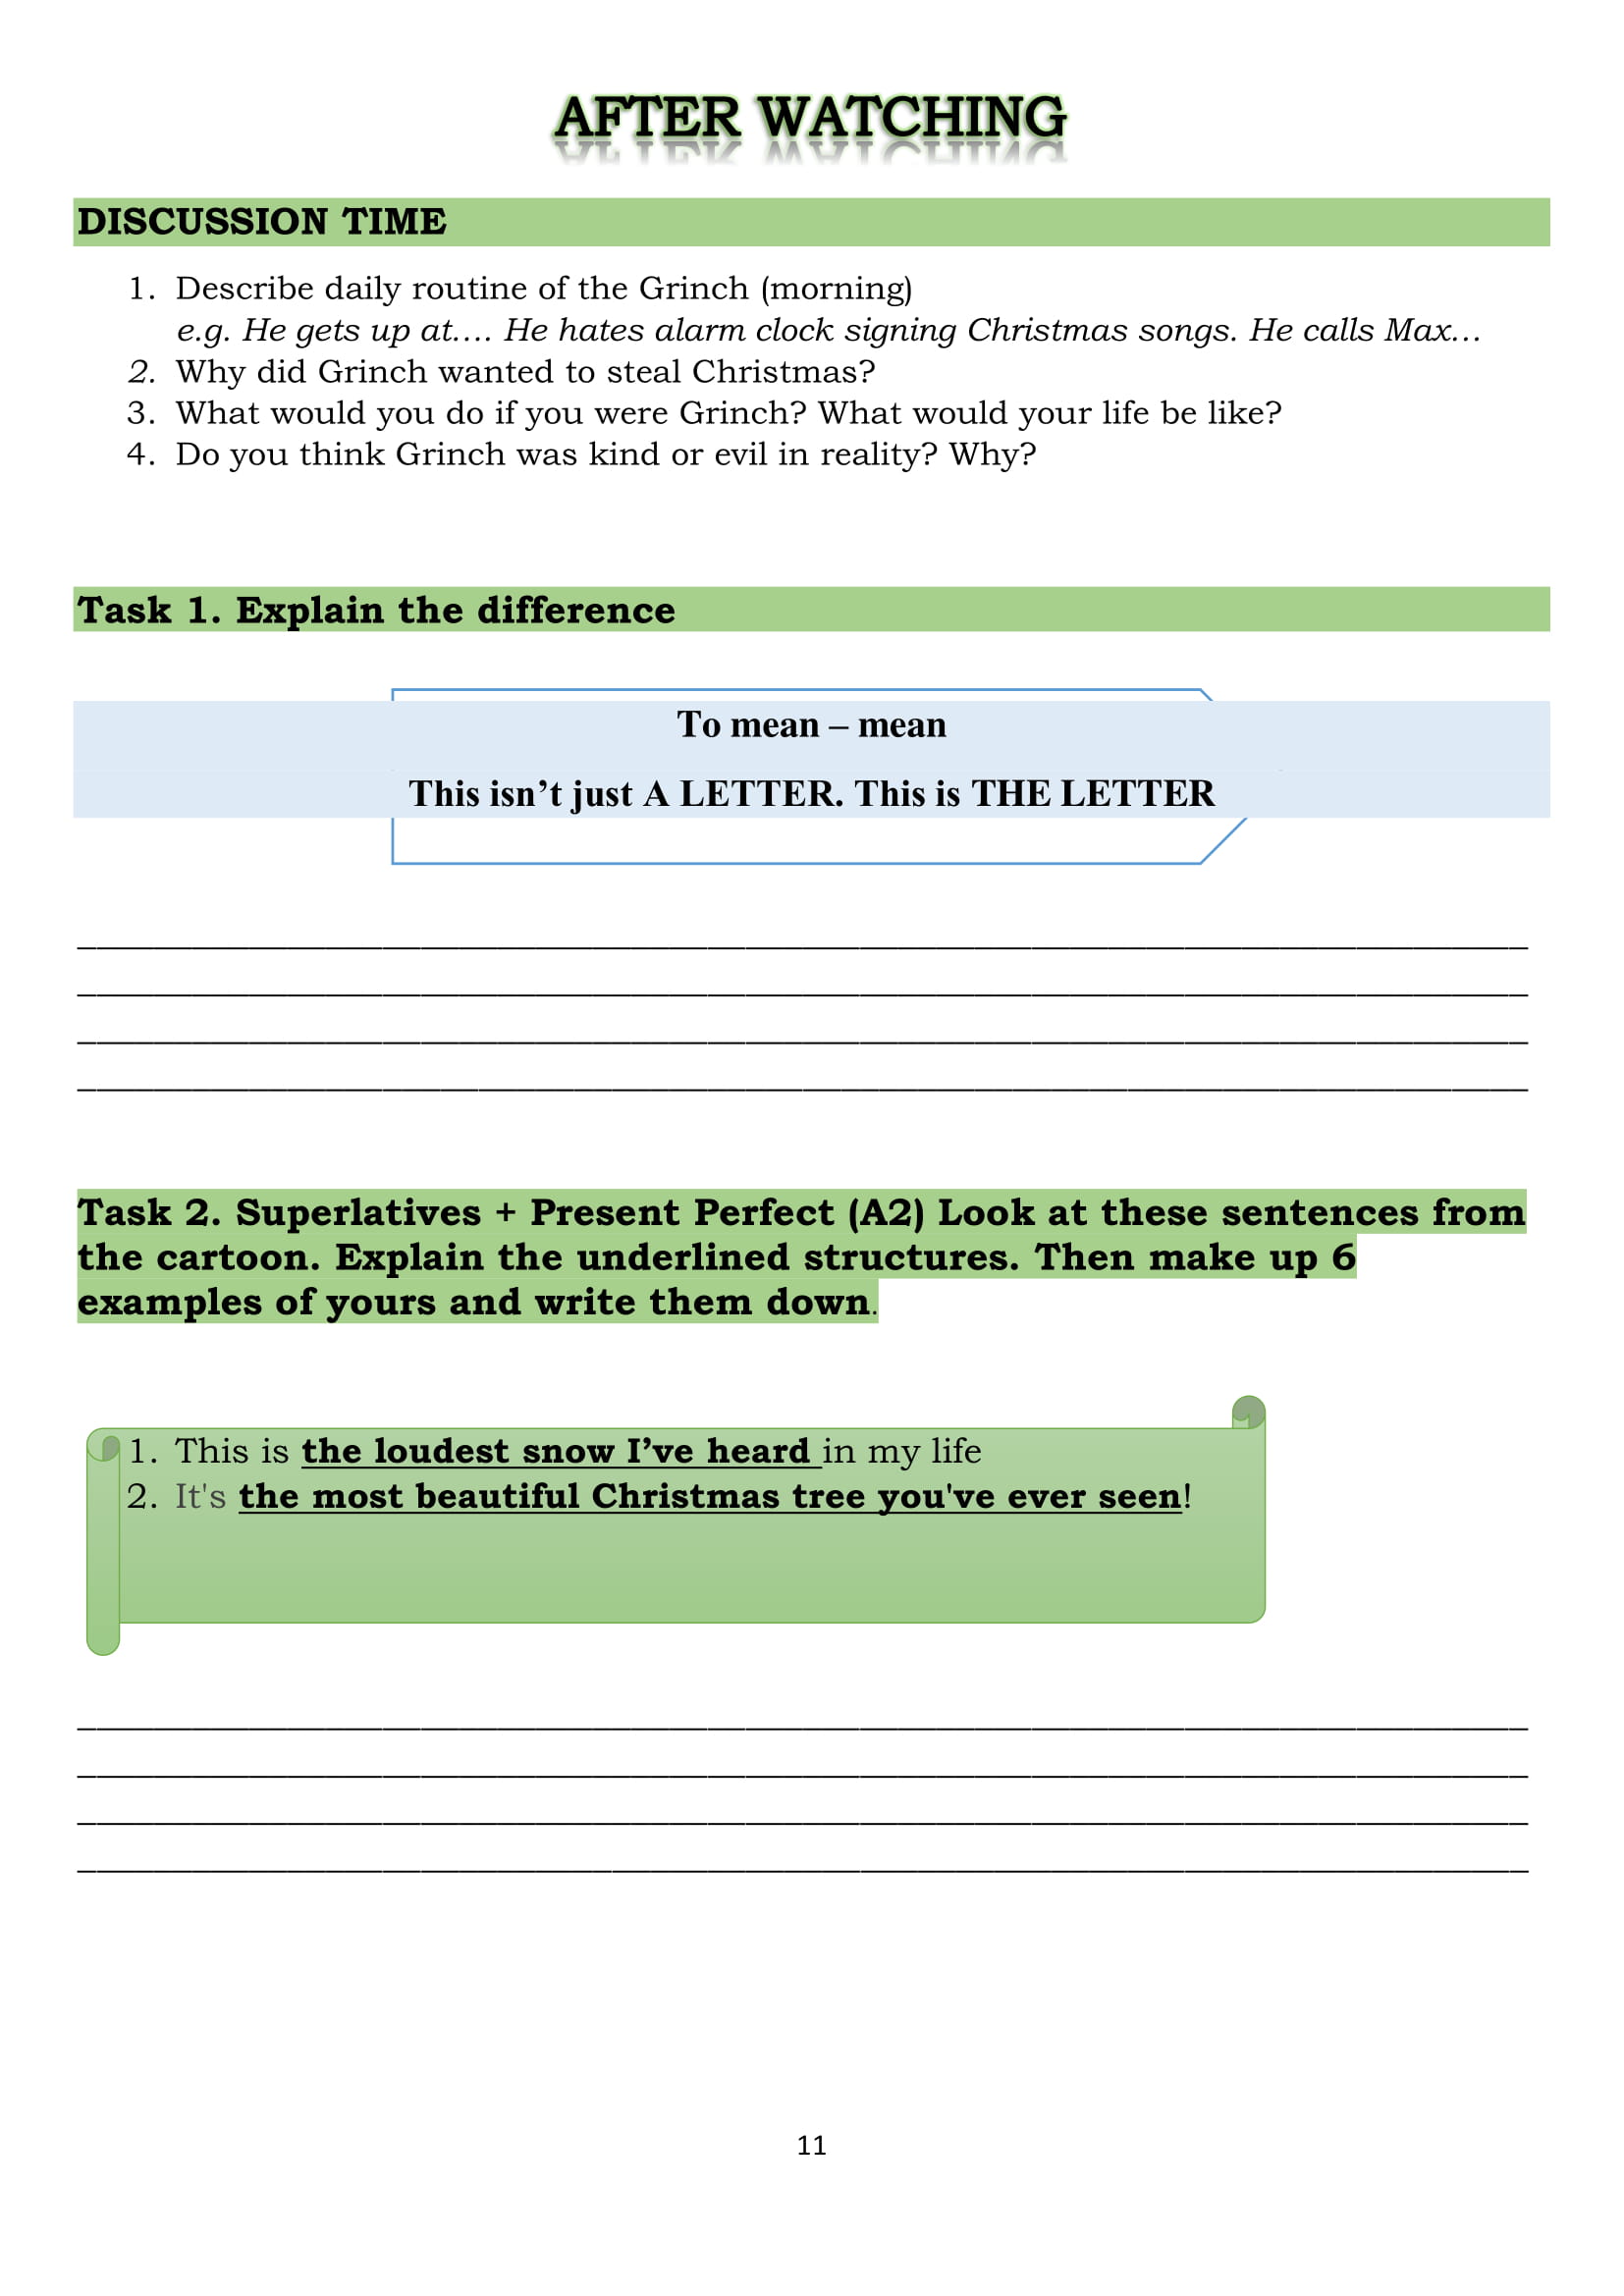 AFTER WATCHING
DISCUSSION TIME
1. Describe daily routine of the Grinch (morning)
e.g. He gets up at…. He hates alarm clock signing Christmas songs. He calls Max…
2. Why did Grinch wanted to steal Christmas?
3. What would you do if you were Grinch? What would your life be like?
4. Do you think Grinch was kind or evil in reality? Why?
Task 1. Explain the difference
To mean – mean
This isn’t just A LETTER. This is THE LETTER
Task 2. Superlatives + Present Perfect (A2) Look at these sentences from
the cartoon. Explain the underlined structures. Then make up 6
examples of yours and write them down.
1. This is the loudest snow I’ve heard in my life
2. It's the most beautiful Christmas tree you've ever seen!
11